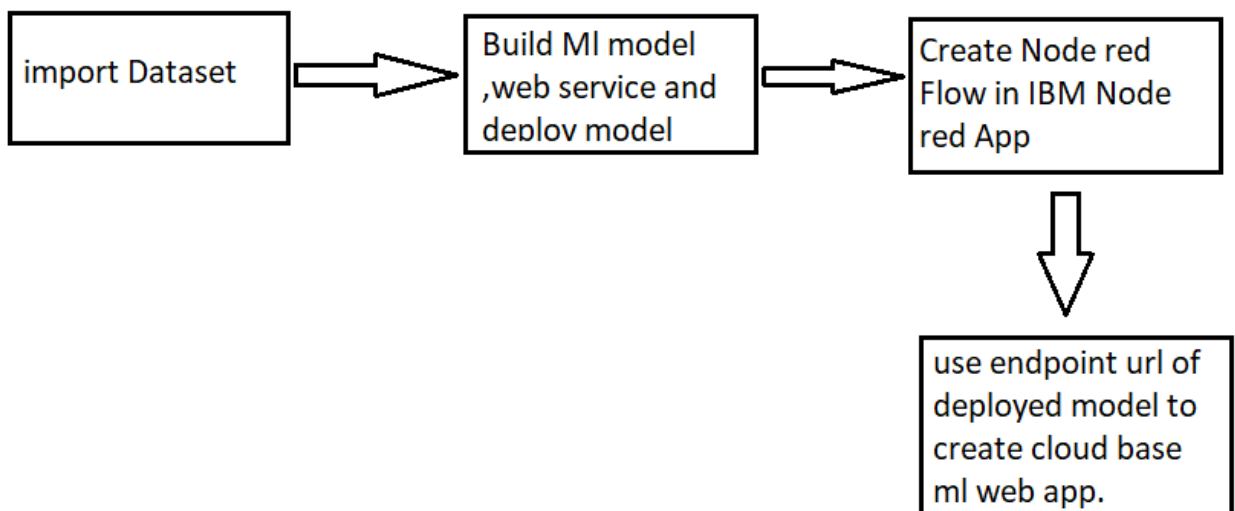 import Dataset
Build Ml model
,web service and
deploy model
Create Node red
Flow in IBM Node
red App
use endpoint url of
deployed model to
create cloud base
ml web app.